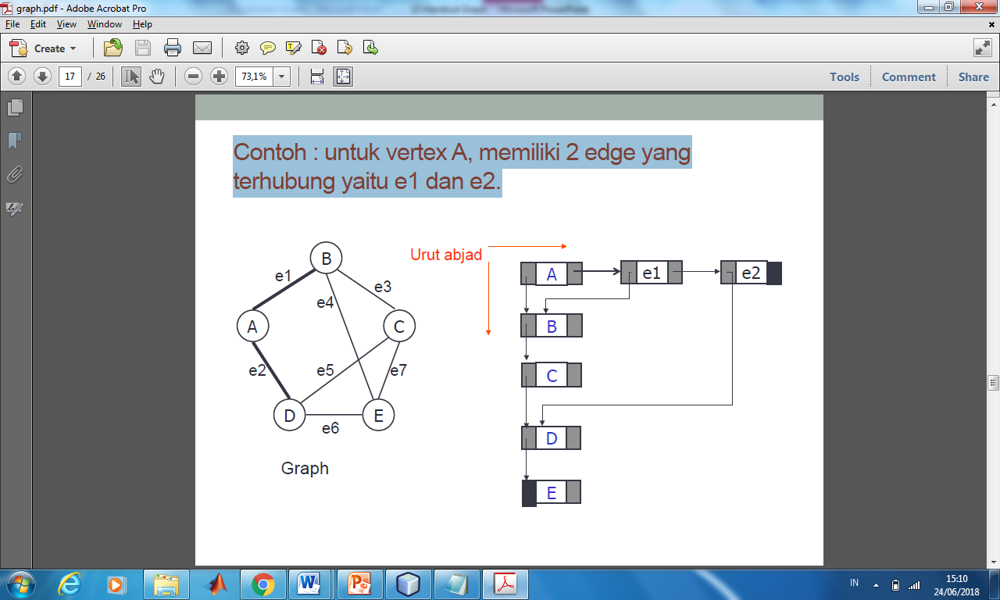 graph.pdf - Adobe Acrobat Pro
File Edit View Window Help
Create
17 / 26 73,1% Tools Comment Share
Contoh : untuk vertex A, memiliki 2 edge yang
terhubung yaitu e1 dan e2.
Urut abjad
B
e1
e3
e4
A
C
e2
e5
e7
D
E
e6
Graph
A e1 e2
B
C
D
E
IN
15:10
24/06/2018